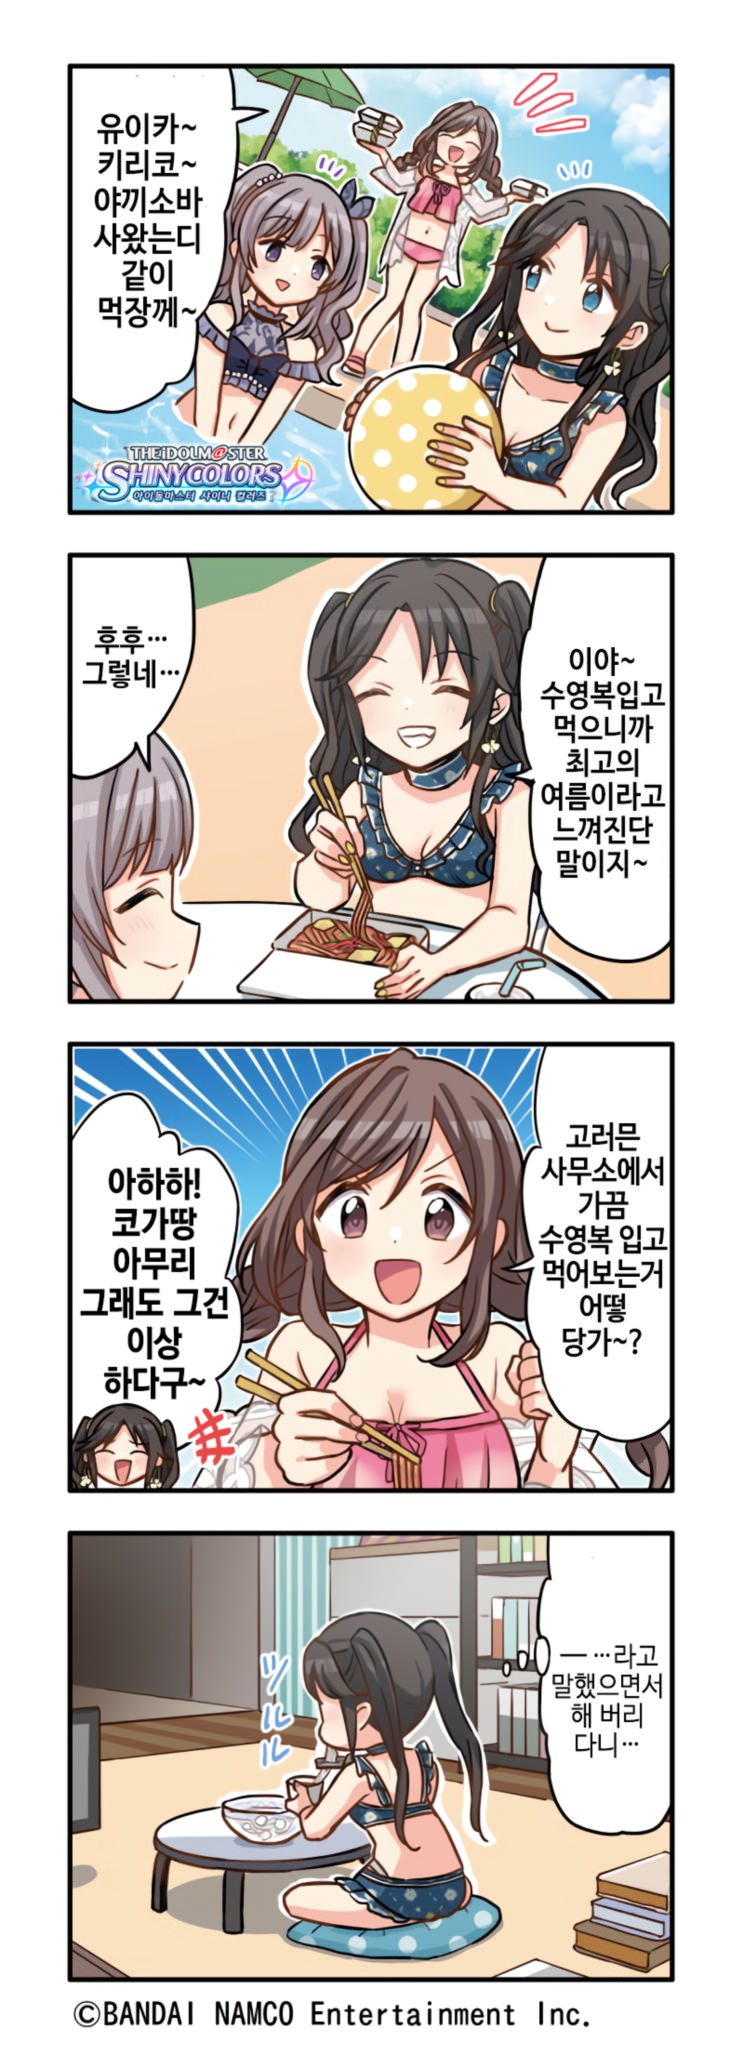 유이카~
키리코~
야끼소바
사왔는디
같이
먹장께~
THE iDOLM@STER
SHINY COLORS
아이돌마스터 샤이니 컬러즈
이야~
수영복입고
먹으니까
최고의
여름이라고
느껴진단
말이지~
후후…
그렇네…
고러믄
사무소에서
가끔
수영복 입고
먹어보는거
어떻
당가~?
아하하!
코가땅
아무리
그래도 그건
이상
하다구~
― …라고
말했으면서
해 버리
다니…
ツルルル
©BANDAI NAMCO Entertainment Inc.